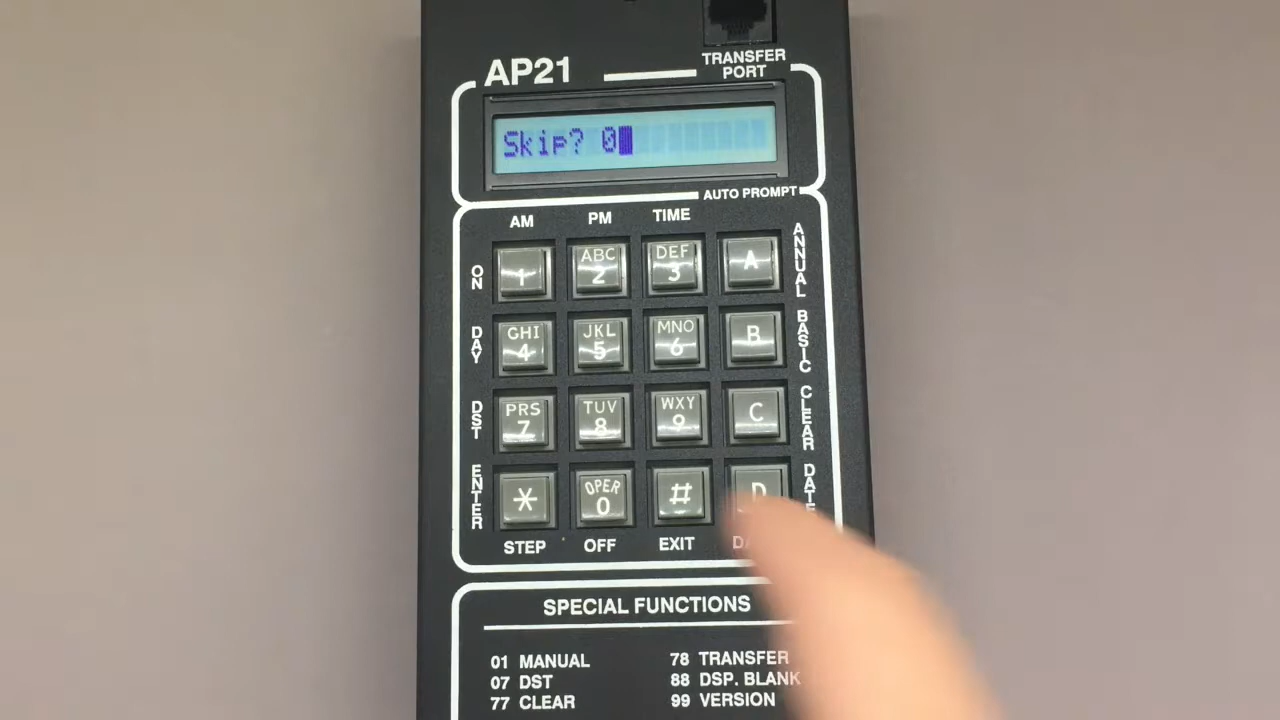 AP21
TRANSFER
PORT
Skip? 0
AUTO PROMPT
AM PM TIME
ON
1
ABC
2
DEF
3
A
ANNUAL
DAY
GHI
4
JKL
5
MNO
6
B
BASIC
DST
PRS
7
TUV
8
WXY
9
C
CLEAR
ENTER
*
OPER
0
#
D
STEP OFF EXIT
SPECIAL FUNCTIONS
01 MANUAL 78 TRANSFER
07 DST 88 DSP. BLANK
77 CLEAR 99 VERSION